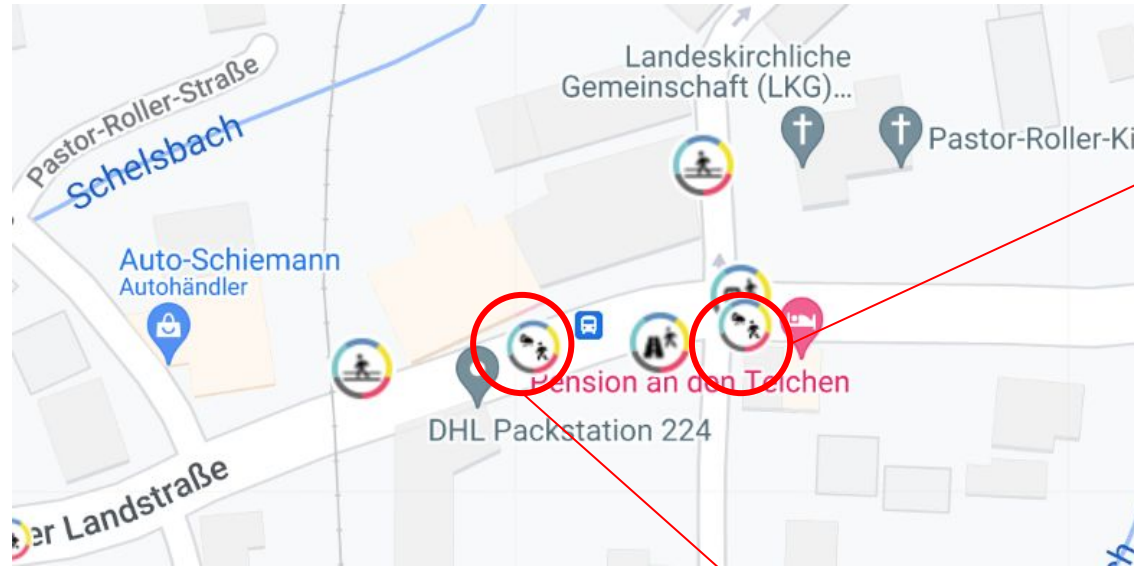 Landeskirchliche
Gemeinschaft (LKG)...
Pastor-Roller-Straße
Schelsbach
Pastor-Roller-Ki
Auto-Schiemann
Autohändler
Pension an den Teichen
DHL Packstation 224
er Landstraße
ch